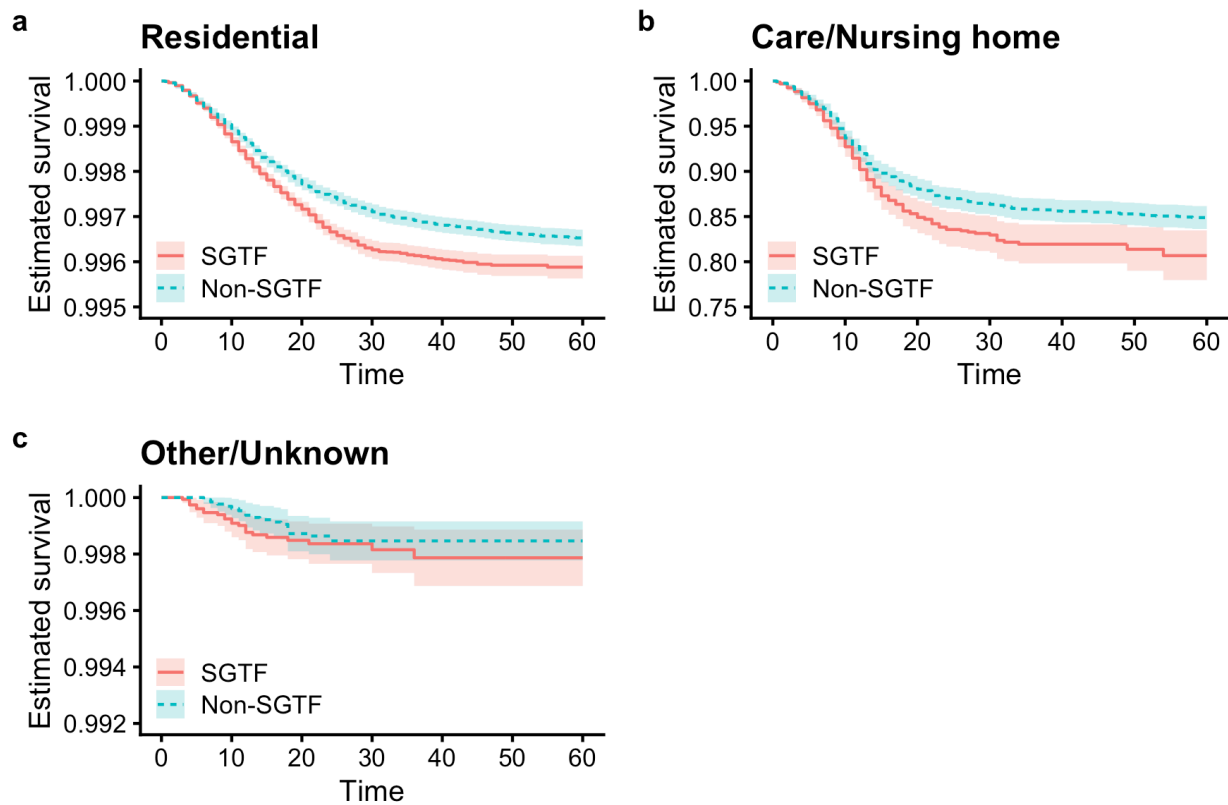 a
Residential
Estimated survival
1.000
0.999
0.998
0.997
0.996
0.995
SGTF
Non-SGTF
0 10 20 30 40 50 60
Time
b
Care/Nursing home
Estimated survival
1.00
0.95
0.90
0.85
0.80
0.75
SGTF
Non-SGTF
0 10 20 30 40 50 60
Time
c
Other/Unknown
Estimated survival
1.000
0.998
0.996
0.994
0.992
SGTF
Non-SGTF
0 10 20 30 40 50 60
Time